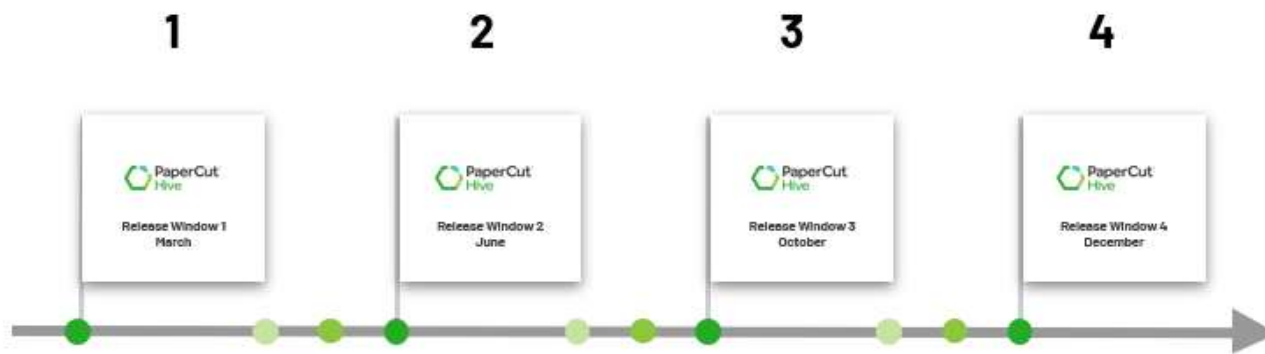 1
2
3
4
PaperCut
Hive
Release Window 1
March
PaperCut
Hive
Release Window 2
June
PaperCut
Hive
Release Window 3
October
PaperCut
Hive
Release Window 4
December